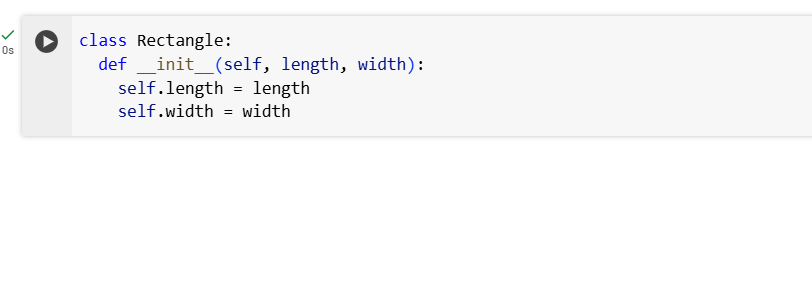 class Rectangle:
def __init__(self, length, width):
self.length = length
self.width = width
0s